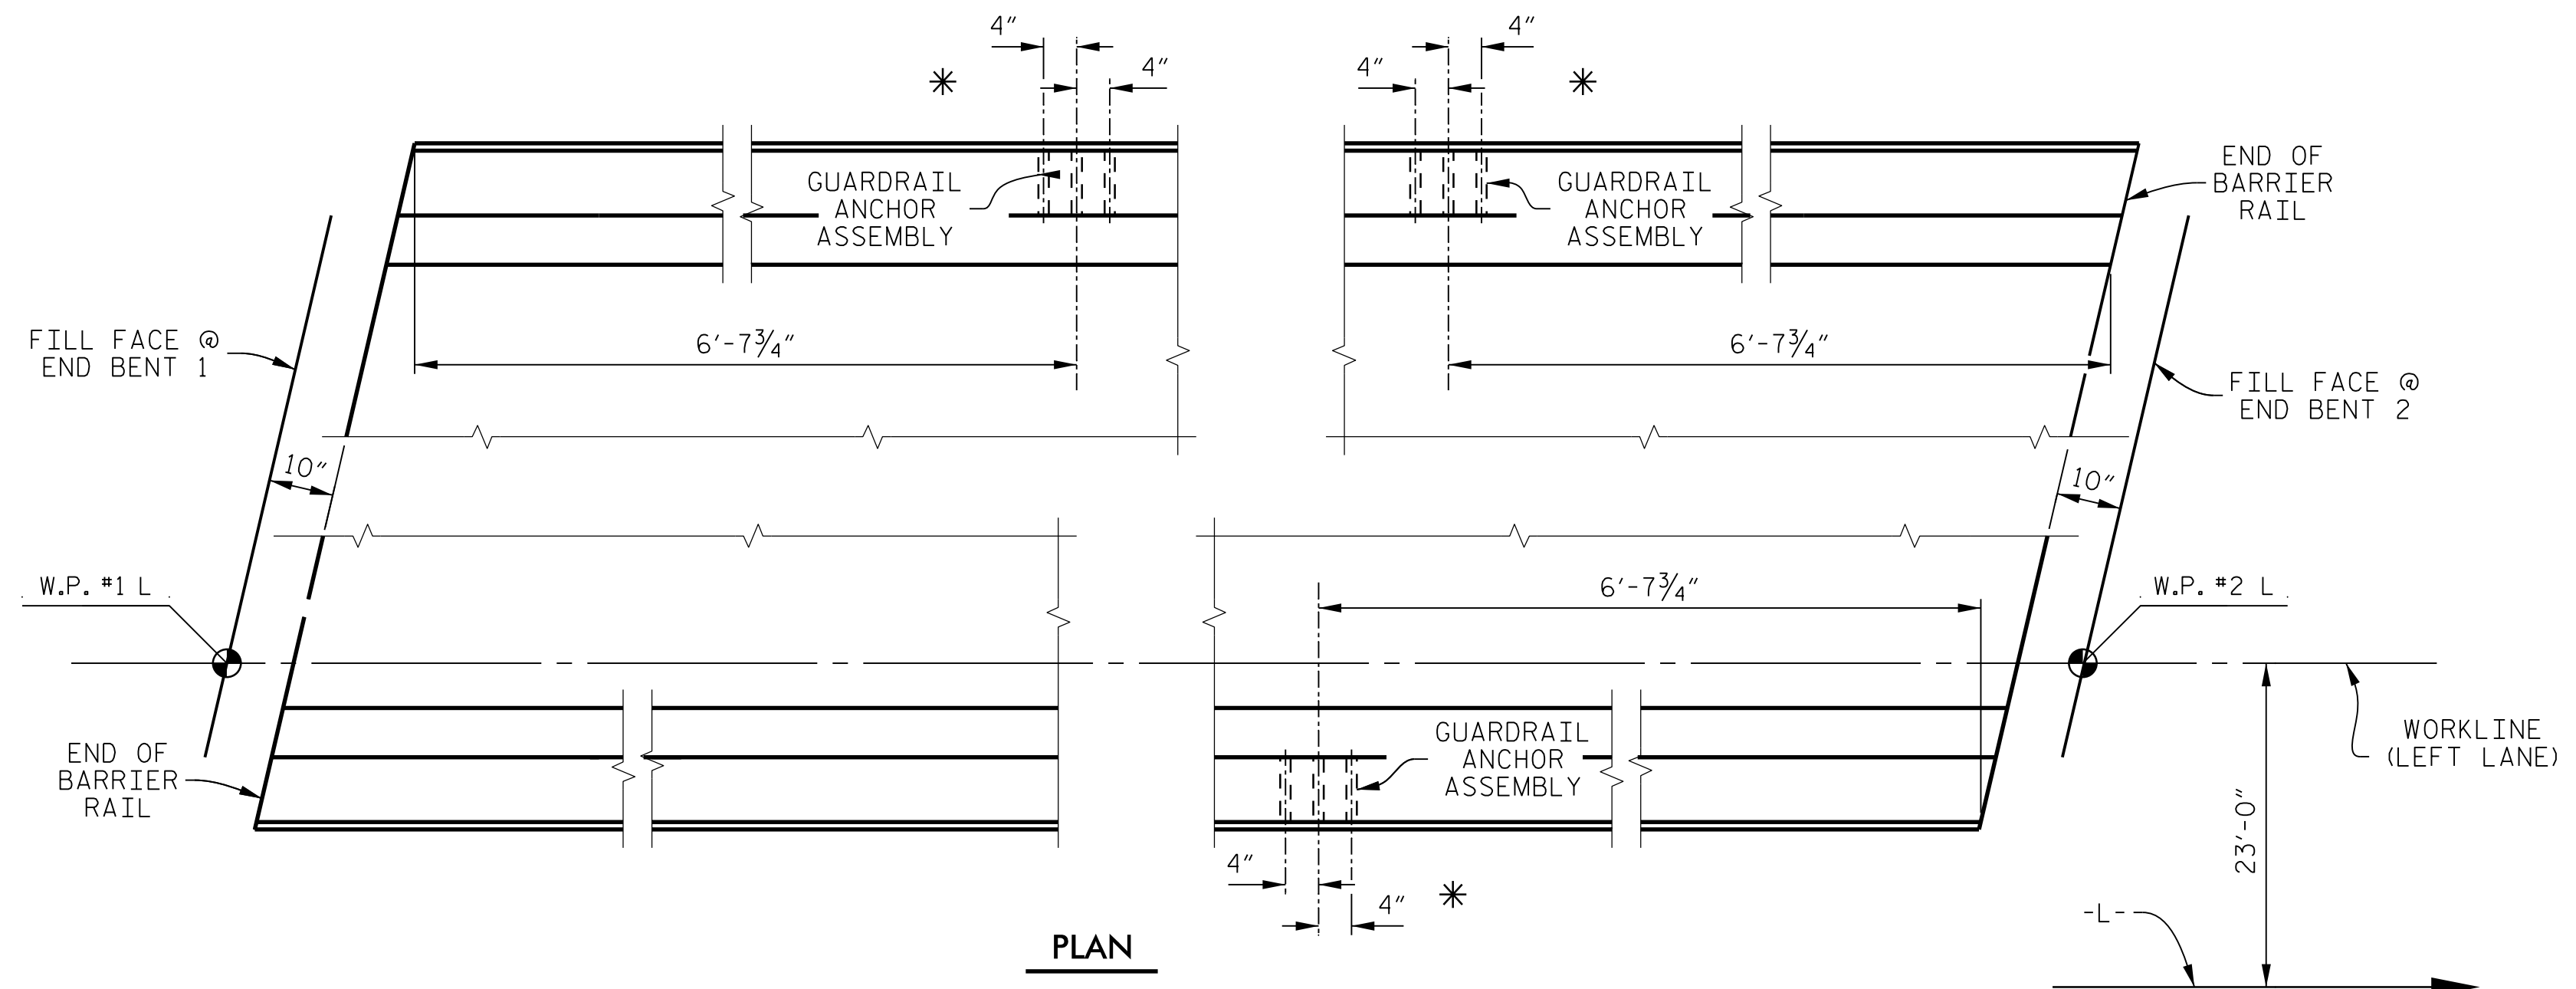 4"
4"
4"
4"
*
*
GUARDRAIL
ANCHOR
ASSEMBLY
GUARDRAIL
ANCHOR
ASSEMBLY
END OF
BARRIER
RAIL
6'-7¾"
6'-7¾"
FILL FACE @
END BENT 1
FILL FACE @
END BENT 2
10"
10"
W.P. #1 L
6'-7¾"
W.P. #2 L
END OF
BARRIER
RAIL
GUARDRAIL
ANCHOR
ASSEMBLY
WORKLINE
(LEFT LANE)
23'-0"
4"
4"
*
-L-
PLAN